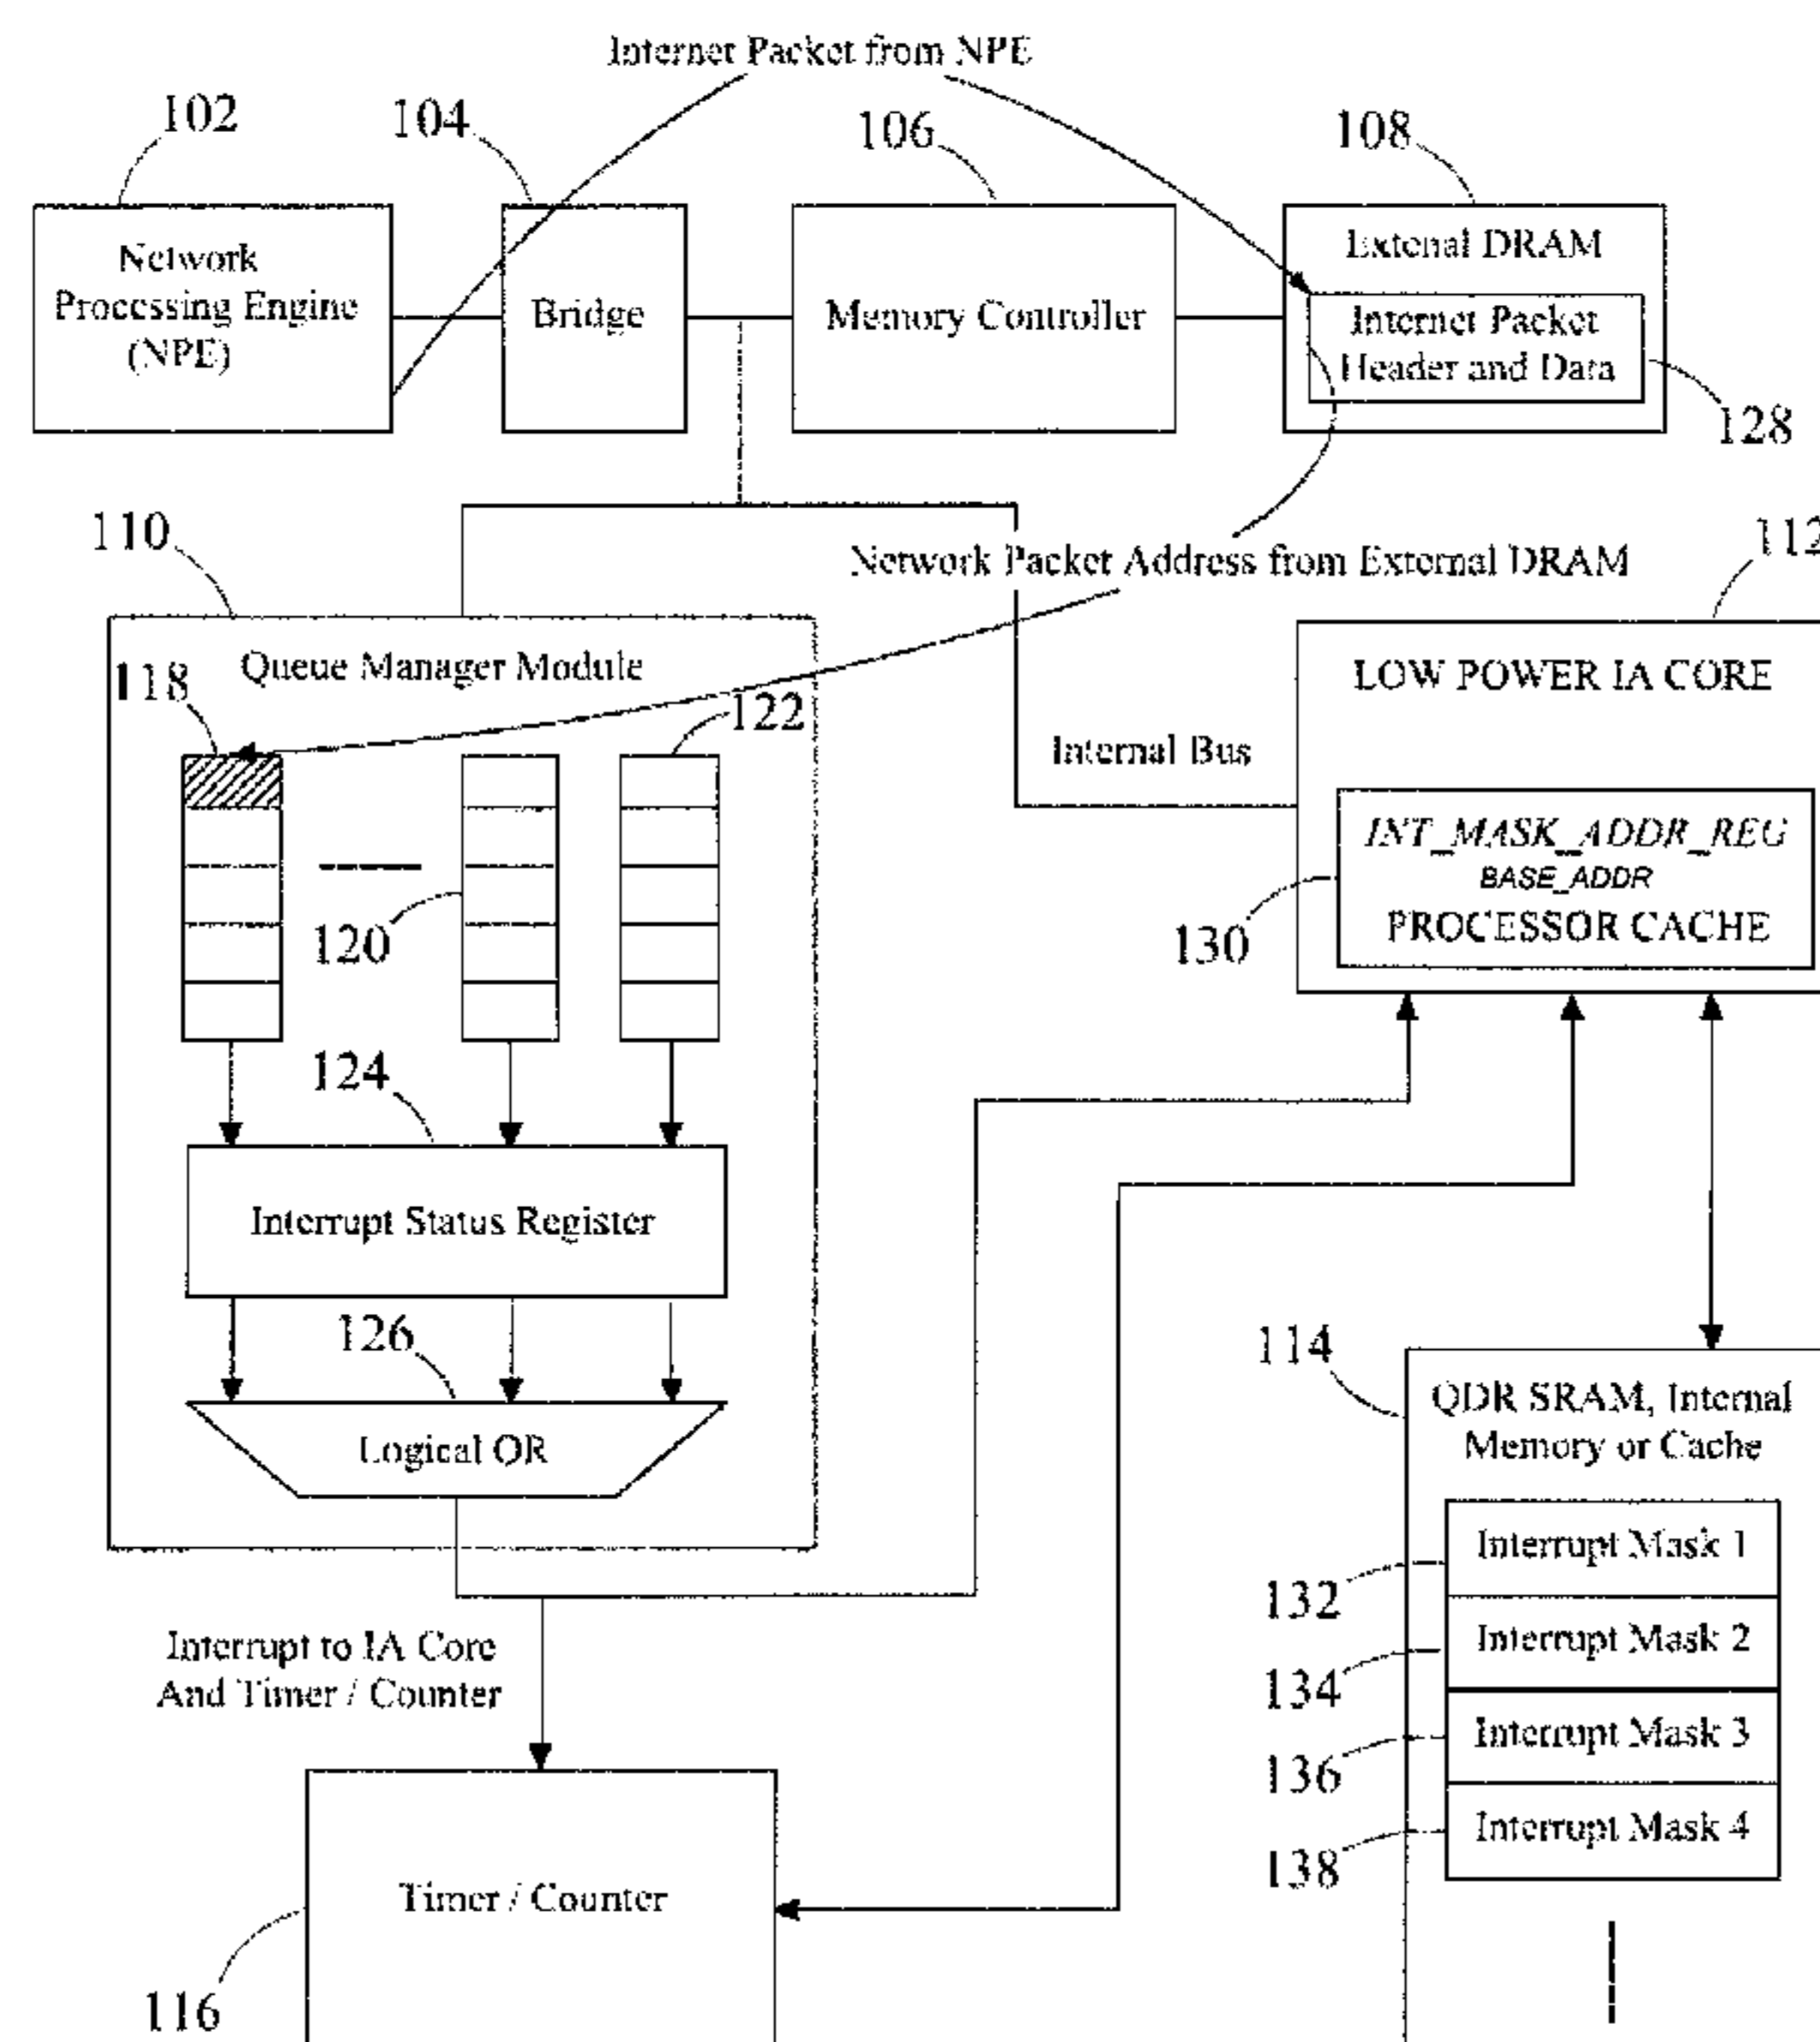 Internet Packet from NPE
102
104
106
108
Network
Processing Engine
(NPE)
Bridge
Memory Controller
Extenal DRAM
Internet Packet
Header and Data
128
110
Network Packet Address from External DRAM
112
118
Queue Manager Module
122
LOW POWER IA CORE
Internal Bus
INT_MASK_ADDR_REG
BASE_ADDR
PROCESSOR CACHE
120
130
124
Interrupt Status Register
126
Logical OR
114
QDR SRAM, Internal
Memory or Cache
Interrupt Mask 1
132
Interrupt Mask 2
134
Interrupt Mask 3
136
Interrupt Mask 4
138
Interrupt to IA Core
And Timer / Counter
Timer / Counter
116